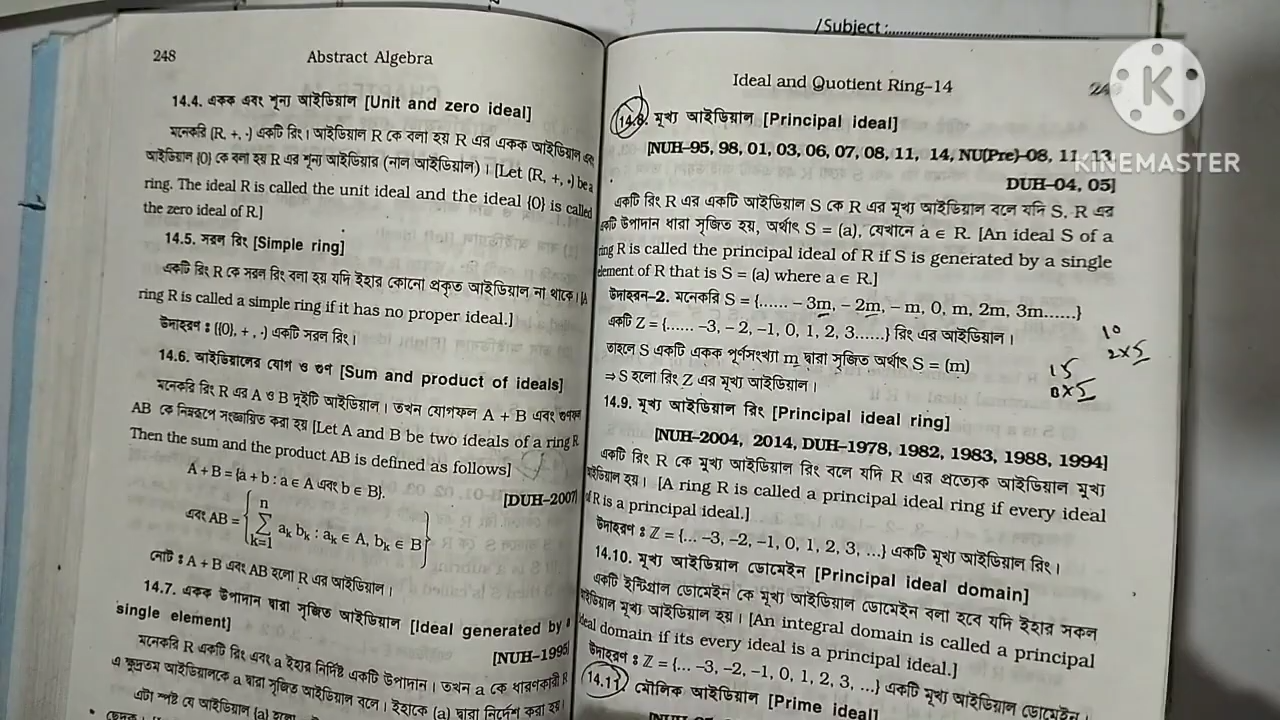 /Subject :
248
Abstract Algebra
14.4. একক এবং শূন্য আইডিয়াল [Unit and zero ideal]
মনেকরি (R, +, ·) একটি রিং। আইডিয়াল R কে বলা হয় R এর একক আইডিয়াল এবং
আইডিয়াল {0} কে বলা হয় R এর শূন্য আইডিয়ার (নাল আইডিয়াল)। [Let (R, +, ·) be a
ring. The ideal R is called the unit ideal and the ideal {0} is called
the zero ideal of R.]
14.5. সরল রিং [Simple ring]
একটি রিং R কে সরল রিং বলা হয় যদি ইহার কোনো প্রকৃত আইডিয়াল না থাকে। [A
ring R is called a simple ring if it has no proper ideal.]
উদাহরণ : ({0}, + , ·) একটি সরল রিং।
14.6. আইডিয়ালের যোগ ও গুণ [Sum and product of ideals]
মনেকরি রিং R এর A ও B দুইটি আইডিয়াল। তখন যোগফল A + B এবং গুণফল
AB কে নিম্নরূপে সংজ্ঞায়িত করা হয় [Let A and B be two ideals of a ring R.
Then the sum and the product AB is defined as follows]
A + B = {a + b : a ∈ A এবং b ∈ B}.
[DUH–2007]
এবং AB = { n ∑ k=1 aₖ bₖ : aₖ ∈ A, bₖ ∈ B }
নোট : A + B এবং AB হলো R এর আইডিয়াল।
14.7. একক উপাদান দ্বারা সৃজিত আইডিয়াল [Ideal generated by a
single element]
[NUH–1995]
মনেকরি R একটি রিং এবং a ইহার নির্দিষ্ট একটি উপাদান। তখন a কে ধারণকারী R
এ ক্ষুদ্রতম আইডিয়ালকে a দ্বারা সৃজিত আইডিয়াল বলে। ইহাকে (a) দ্বারা নির্দেশ করা হয়।
এটা স্পষ্ট যে আইডিয়াল (a) হলো
Ideal and Quotient Ring–14
249
KINEMASTER
14.8. মূখ্য আইডিয়াল [Principal ideal]
[NUH–95, 98, 01, 03, 06, 07, 08, 11, 14, NU(Pre)–08, 11, 13
DUH–04, 05]
একটি রিং R এর একটি আইডিয়াল S কে R এর মূখ্য আইডিয়াল বলে যদি S, R এর
একটি উপাদান ধারা সৃজিত হয়, অর্থাৎ S = (a), যেখানে a ∈ R. [An ideal S of a
ring R is called the principal ideal of R if S is generated by a single
element of R that is S = (a) where a ∈ R.]
উদাহরন–2. মনেকরি S = {...... – 3m, – 2m, – m, 0, m, 2m, 3m......}
একটি Z = {...... –3, – 2, –1, 0, 1, 2, 3......} রিং এর আইডিয়াল।
10
2×5
তাহলে S একটি একক পূর্ণসংখ্যা m দ্বারা সৃজিত অর্থাৎ S = (m)
15
⇒ S হলো রিং Z এর মূখ্য আইডিয়াল।
14.9. মূখ্য আইডিয়াল রিং [Principal ideal ring]
[NUH–2004, 2014, DUH–1978, 1982, 1983, 1988, 1994]
একটি রিং R কে মূখ্য আইডিয়াল রিং বলে যদি R এর প্রত্যেক আইডিয়াল মূখ্য
আইডিয়াল হয়। [A ring R is called a principal ideal ring if every ideal
of R is a principal ideal.]
উদাহরণ : ℤ = {... –3, –2, –1, 0, 1, 2, 3, ...} একটি মূখ্য আইডিয়াল রিং।
14.10. মূখ্য আইডিয়াল ডোমেইন [Principal ideal domain]
একটি ইন্টিগ্রাল ডোমেইন কে মূখ্য আইডিয়াল ডোমেইন বলা হবে যদি ইহার সকল
আইডিয়াল মূখ্য আইডিয়াল হয়। [An integral domain is called a principal
ideal domain if its every ideal is a principal ideal.]
উদাহরণ : ℤ = {... –3, –2, –1, 0, 1, 2, 3, ...} একটি মূখ্য আইডিয়াল ডোমেইন।
14.11. মৌলিক আইডিয়াল [Prime ideal]